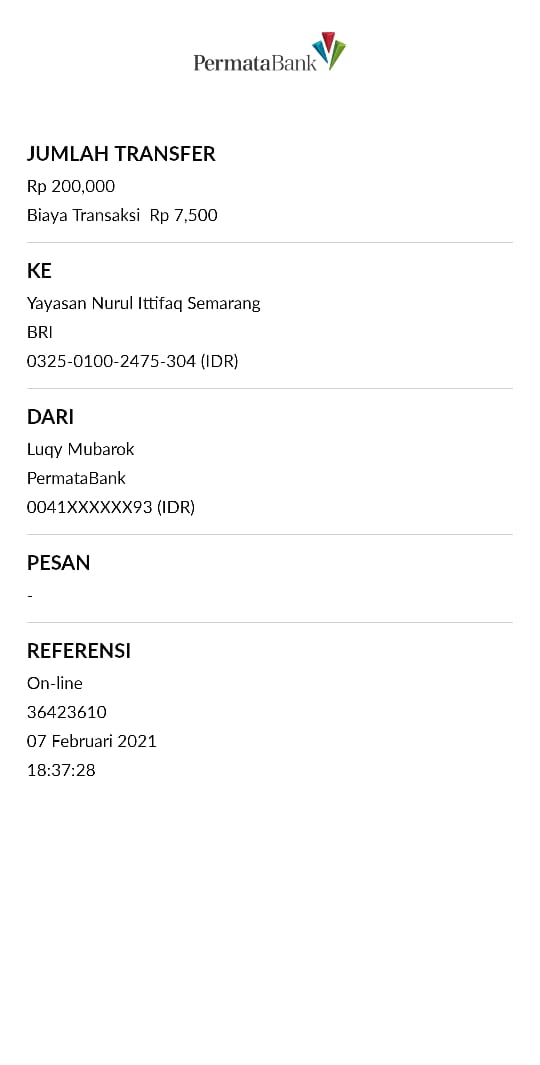 PermataBank
JUMLAH TRANSFER
Rp 200,000
Biaya Transaksi  Rp 7,500
KE
Yayasan Nurul Ittifaq Semarang
BRI
0325-0100-2475-304 (IDR)
DARI
Luqy Mubarok
PermataBank
0041XXXXXX93 (IDR)
PESAN
-
REFERENSI
On-line
36423610
07 Februari 2021
18:37:28